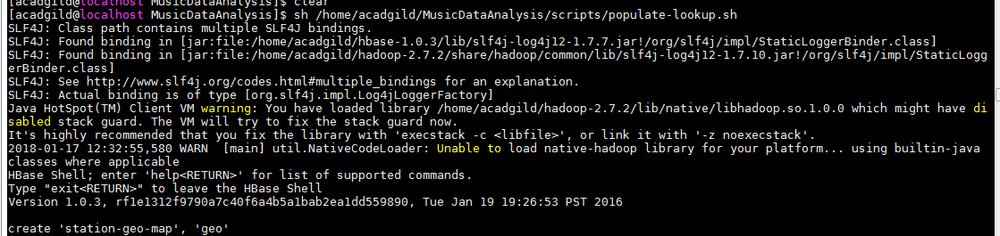 [acadgild@localhost MusicDataAnalysis]$ clear
[acadgild@localhost MusicDataAnalysis]$ sh /home/acadgild/MusicDataAnalysis/scripts/populate-lookup.sh
SLF4J: Class path contains multiple SLF4J bindings.
SLF4J: Found binding in [jar:file:/home/acadgild/hbase-1.0.3/lib/slf4j-log4j12-1.7.7.jar!/org/slf4j/impl/StaticLoggerBinder.class]
SLF4J: Found binding in [jar:file:/home/acadgild/hadoop-2.7.2/share/hadoop/common/lib/slf4j-log4j12-1.7.10.jar!/org/slf4j/impl/StaticLogg
erBinder.class]
SLF4J: See http://www.slf4j.org/codes.html#multiple_bindings for an explanation.
SLF4J: Actual binding is of type [org.slf4j.impl.Log4jLoggerFactory]
Java HotSpot(TM) Client VM warning: You have loaded library /home/acadgild/hadoop-2.7.2/lib/native/libhadoop.so.1.0.0 which might have di
sabled stack guard. The VM will try to fix the stack guard now.
It's highly recommended that you fix the library with 'execstack -c <libfile>', or link it with '-z noexecstack'.
2018-01-17 12:32:55,580 WARN  [main] util.NativeCodeLoader: Unable to load native-hadoop library for your platform... using builtin-java
classes where applicable
HBase Shell; enter 'help<RETURN>' for list of supported commands.
Type "exit<RETURN>" to leave the HBase Shell
Version 1.0.3, rf1e1312f9790a7c40f6a4b5a1bab2ea1dd559890, Tue Jan 19 19:26:53 PST 2016
create 'station-geo-map', 'geo'